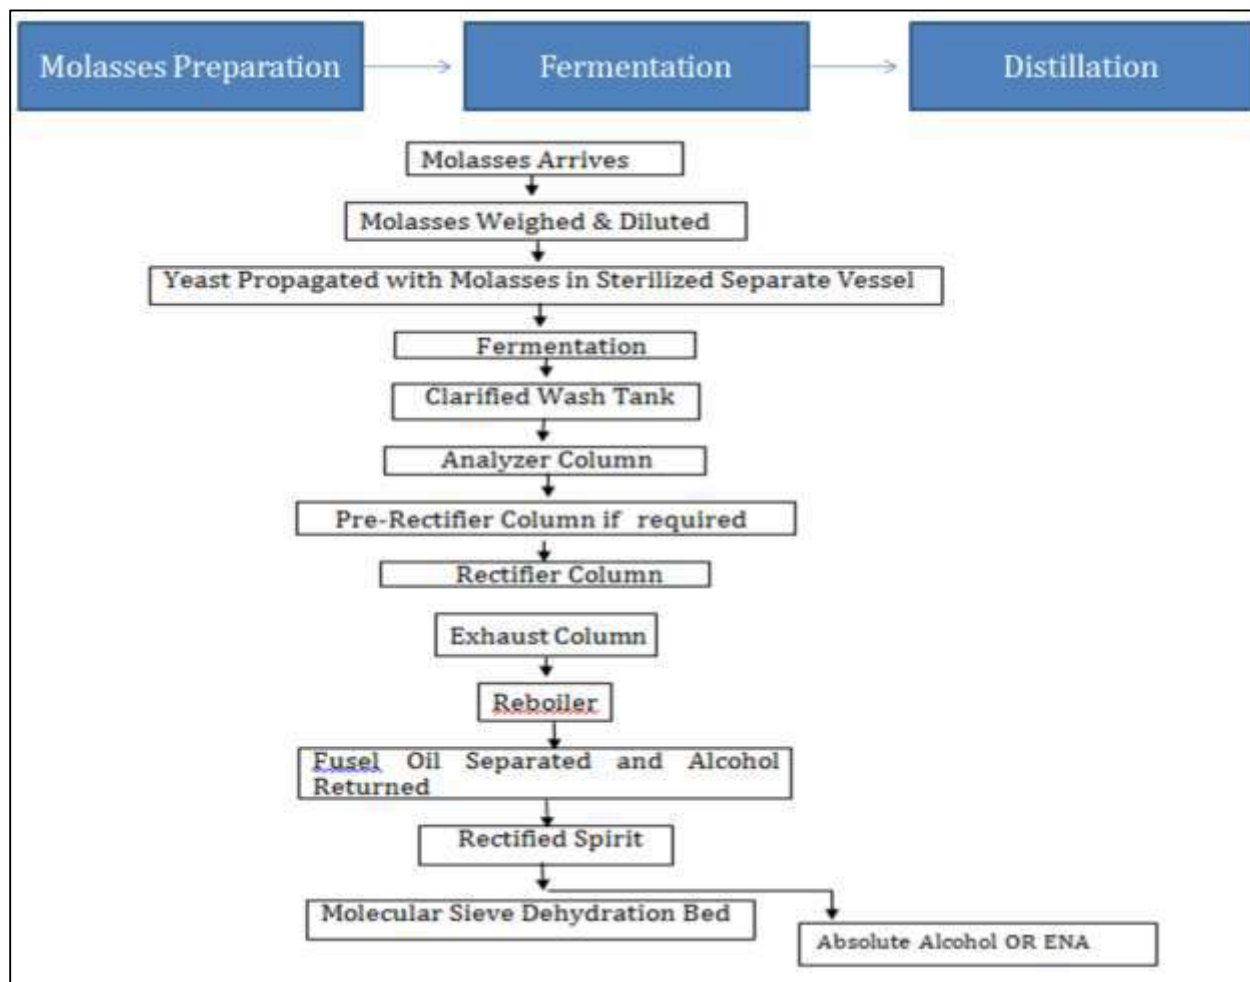 Molasses Preparation
Fermentation
Distillation
Molasses Arrives
Molasses Weighed & Diluted
Yeast Propagated with Molasses in Sterilized Separate Vessel
Fermentation
Clarified Wash Tank
Analyzer Column
Pre-Rectifier Column if required
Rectifier Column
Exhaust Column
Reboiler
Fusel Oil Separated and Alcohol
Returned
Rectified Spirit
Molecular Sieve Dehydration Bed
Absolute Alcohol OR ENA